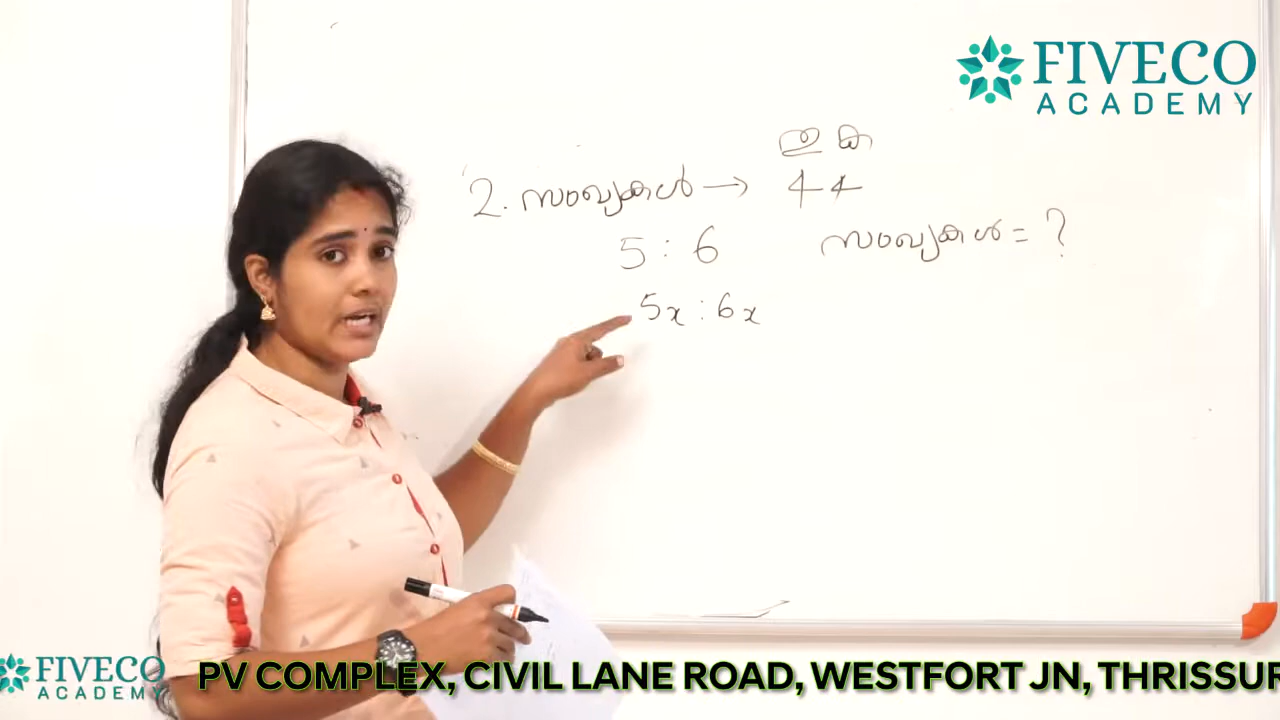 FIVECO
ACADEMY
തുക
2. സംഖ്യകൾ → 44
5 : 6
സംഖ്യകൾ = ?
5x : 6x
FIVECO
ACADEMY
PV COMPLEX, CIVIL LANE ROAD, WESTFORT JN, THRISSUR